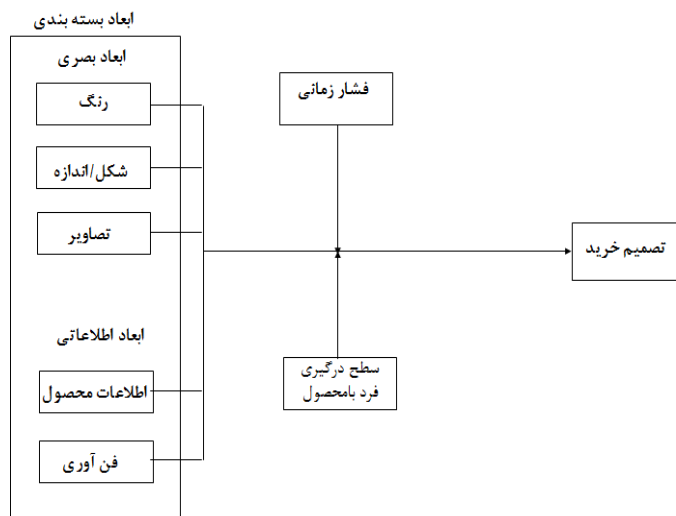 ابعاد بسته بندی
ابعاد بصری
رنگ
شکل/اندازه
تصاویر
ابعاد اطلاعاتی
اطلاعات محصول
فن آوری
فشار زمانی
سطح درگیری
فرد بامحصول
تصمیم خرید